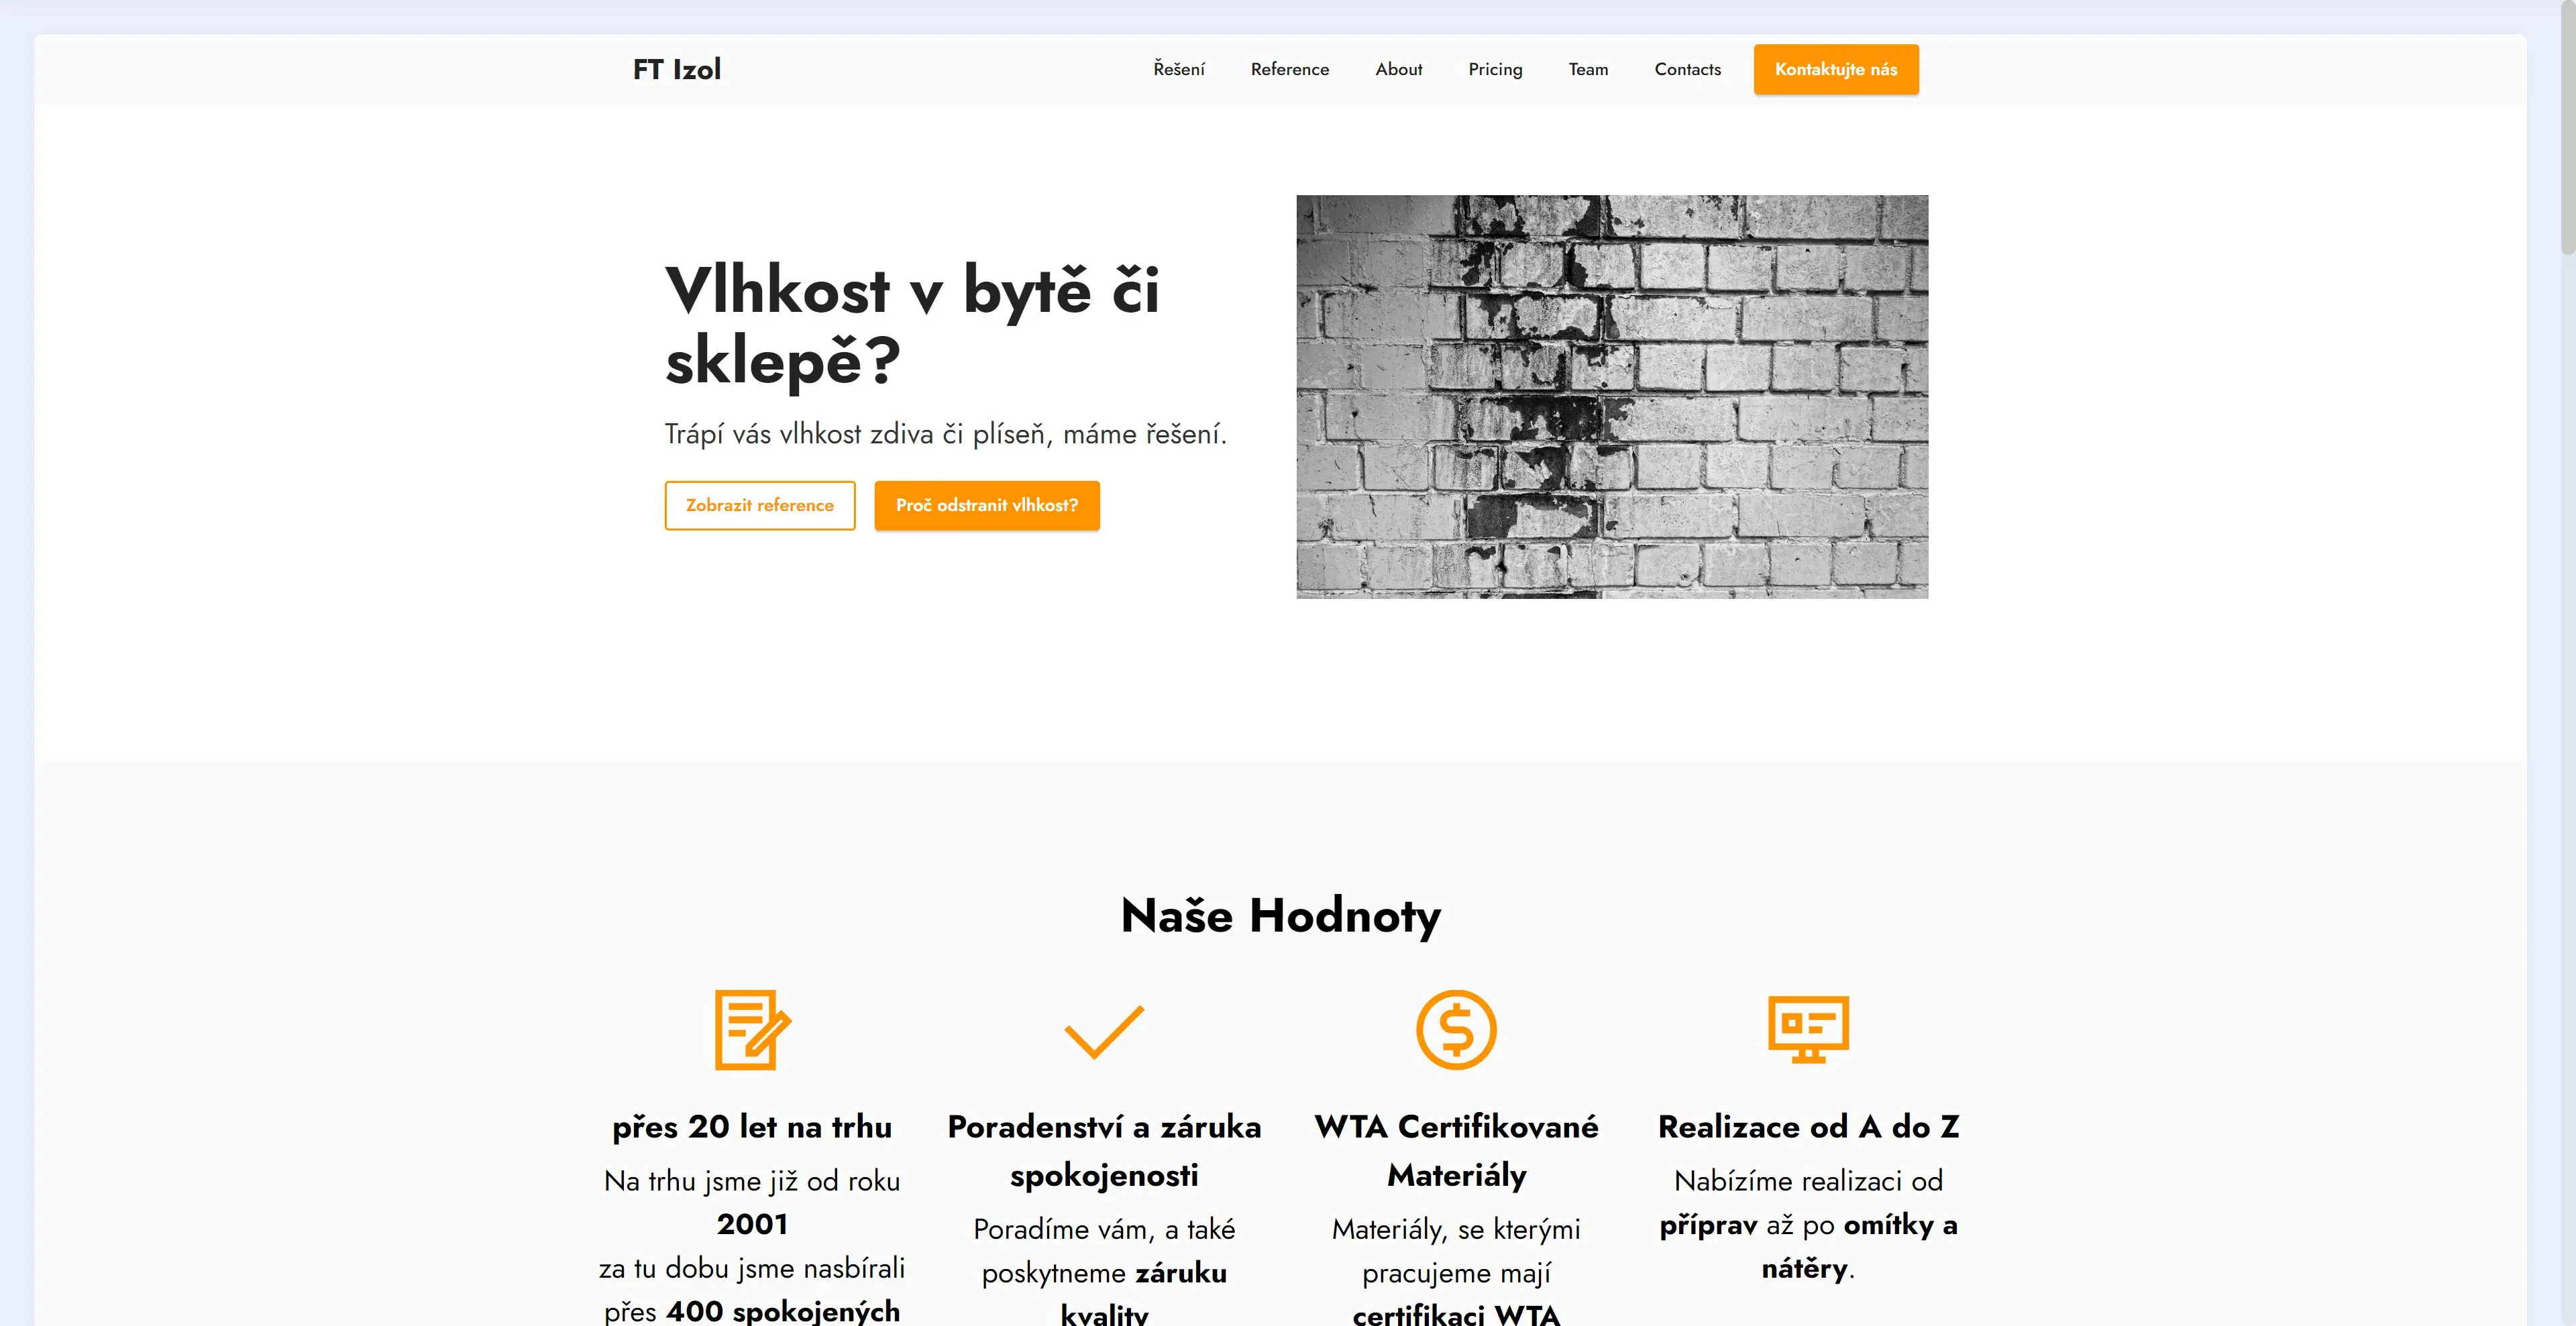 FT Izol
Řešení
Reference
About
Pricing
Team
Contacts
Kontaktujte nás
Vlhkost v bytě či
sklepě?
Trápí vás vlhkost zdiva či plíseň, máme řešení.
Zobrazit reference
Proč odstranit vlhkost?
Naše Hodnoty
přes 20 let na trhu
Na trhu jsme již od roku
2001
za tu dobu jsme nasbírali
přes 400 spokojených
Poradenství a záruka
spokojenosti
Poradíme vám, a také
poskytneme záruku
kvality
WTA Certifikované
Materiály
Materiály, se kterými
pracujeme mají
certifikaci WTA
Realizace od A do Z
Nabízíme realizaci od
příprav až po omítky a
nátěry.